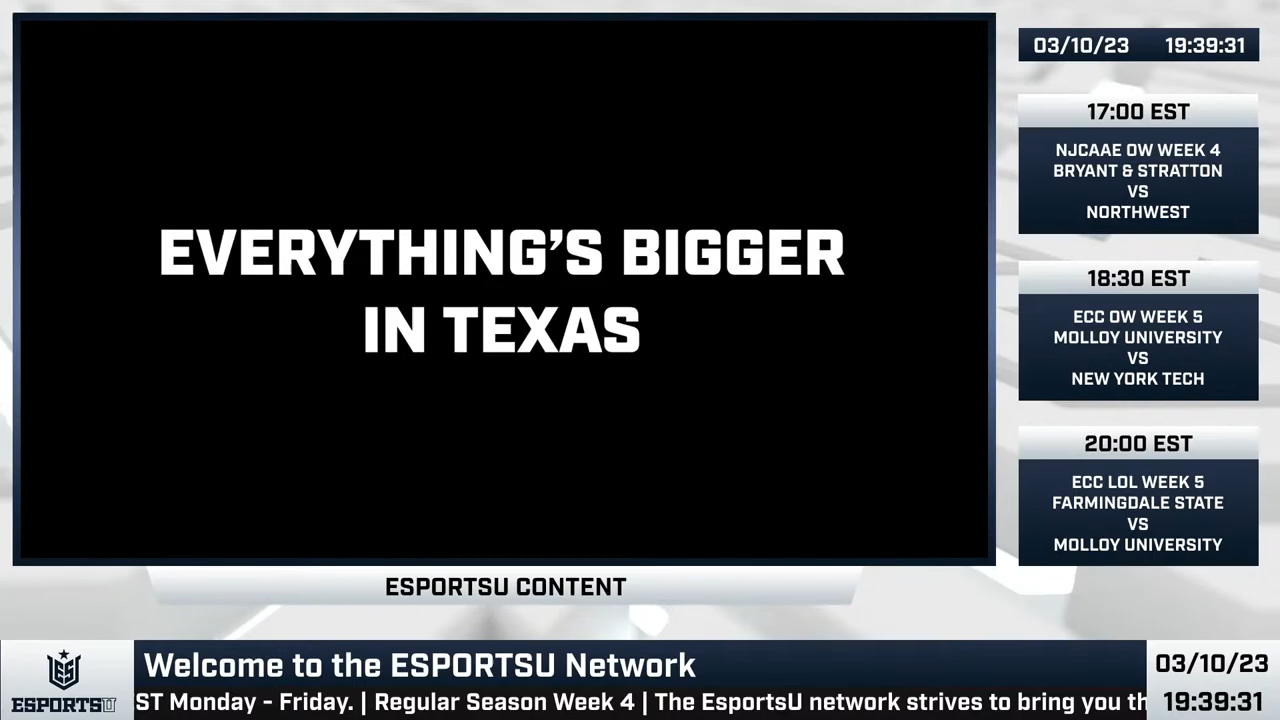 EVERYTHING’S BIGGER
IN TEXAS
ESPORTSU CONTENT
03/10/23 19:39:31
17:00 EST
NJCAAE OW WEEK 4
BRYANT & STRATTON
VS
NORTHWEST
18:30 EST
ECC OW WEEK 5
MOLLOY UNIVERSITY
VS
NEW YORK TECH
20:00 EST
ECC LOL WEEK 5
FARMINGDALE STATE
VS
MOLLOY UNIVERSITY
ESPORTSU
Welcome to the ESPORTSU Network
ST Monday - Friday. | Regular Season Week 4 | The EsportsU network strives to bring you th
03/10/23
19:39:31